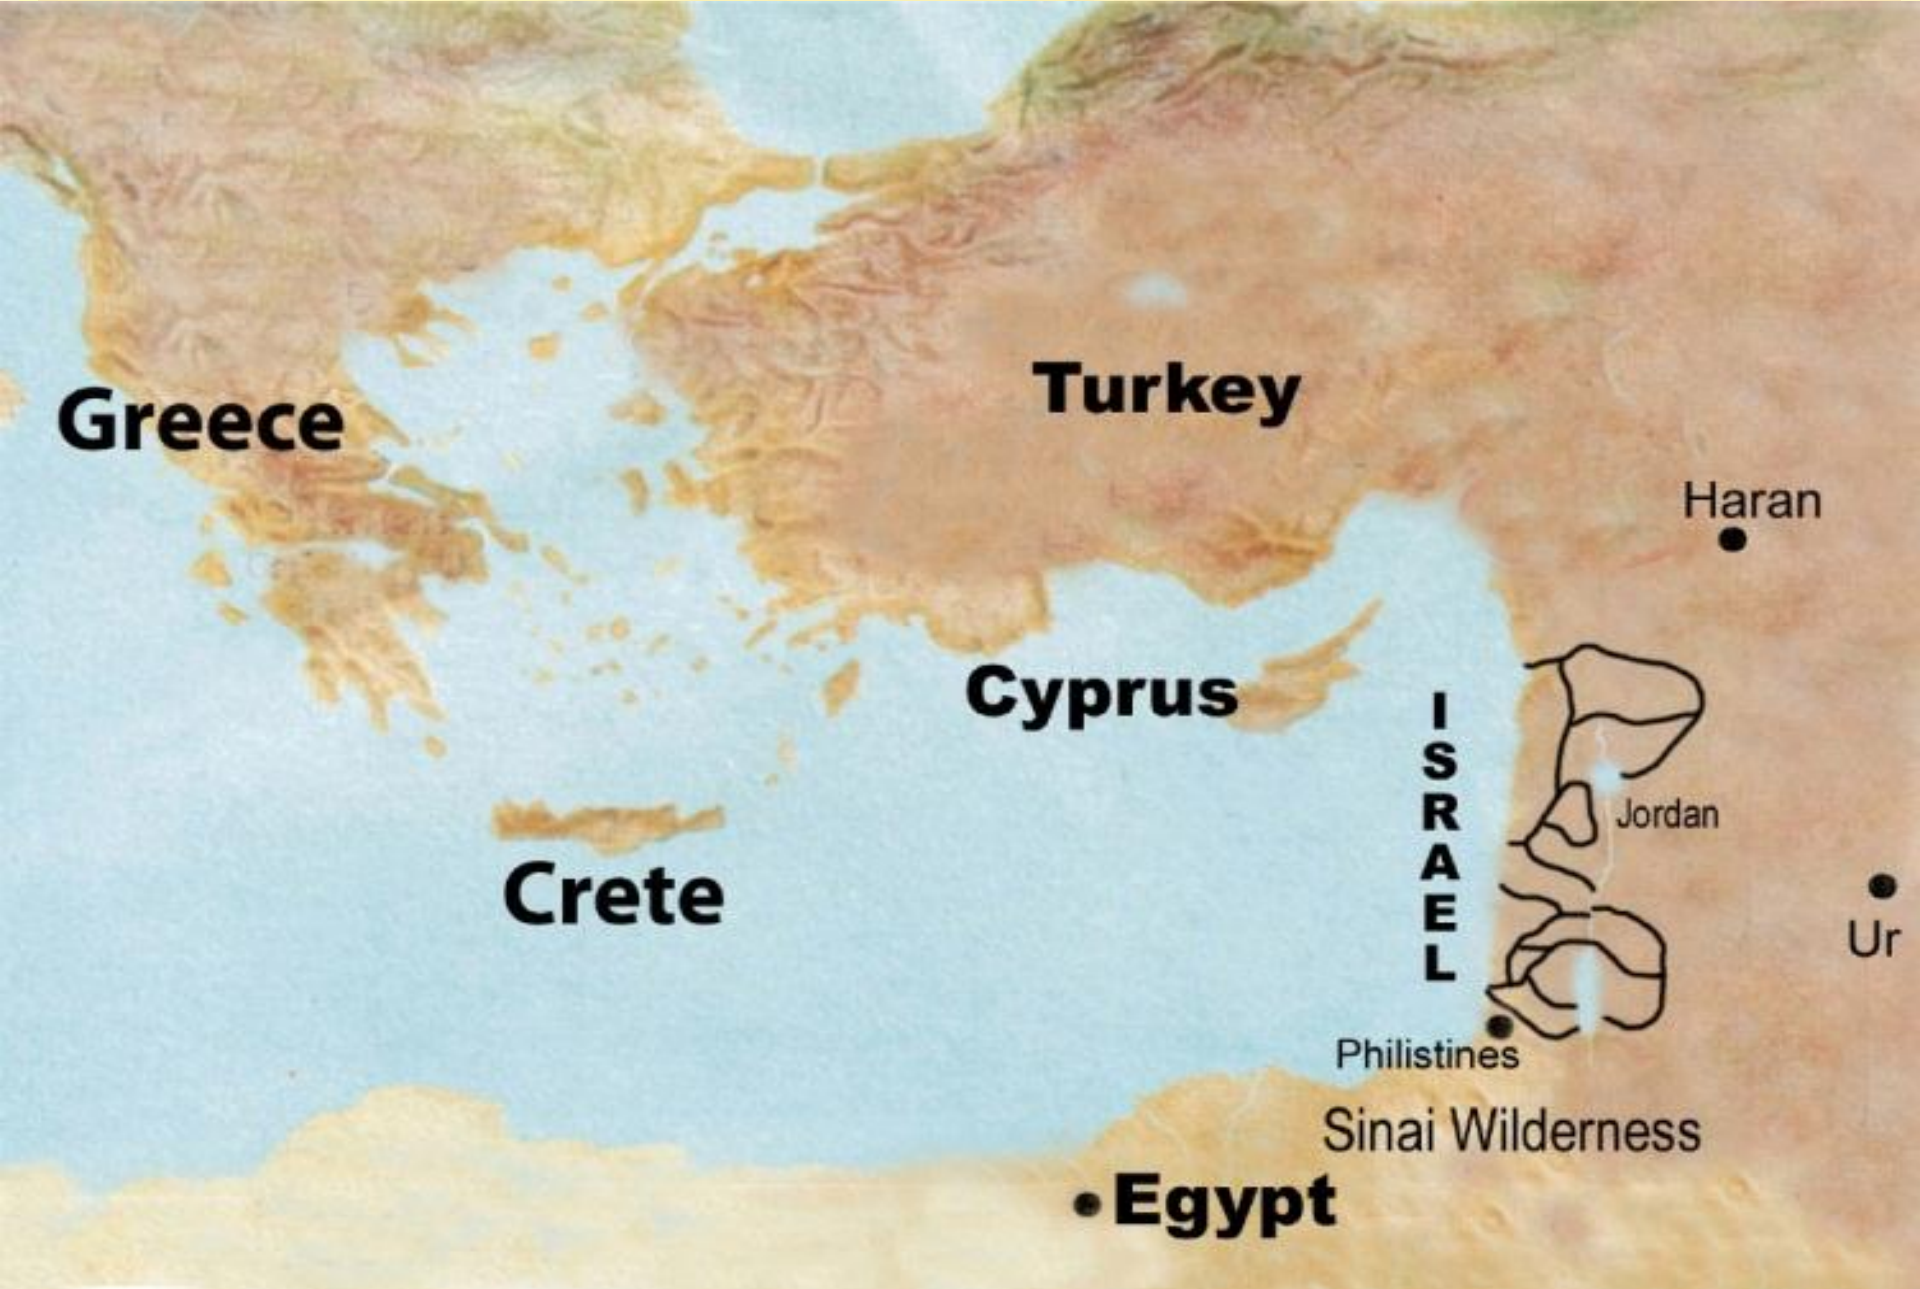 Greece
Turkey
Haran
Cyprus
ISRAEL
Jordan
Crete
Ur
Philistines
Sinai Wilderness
Egypt